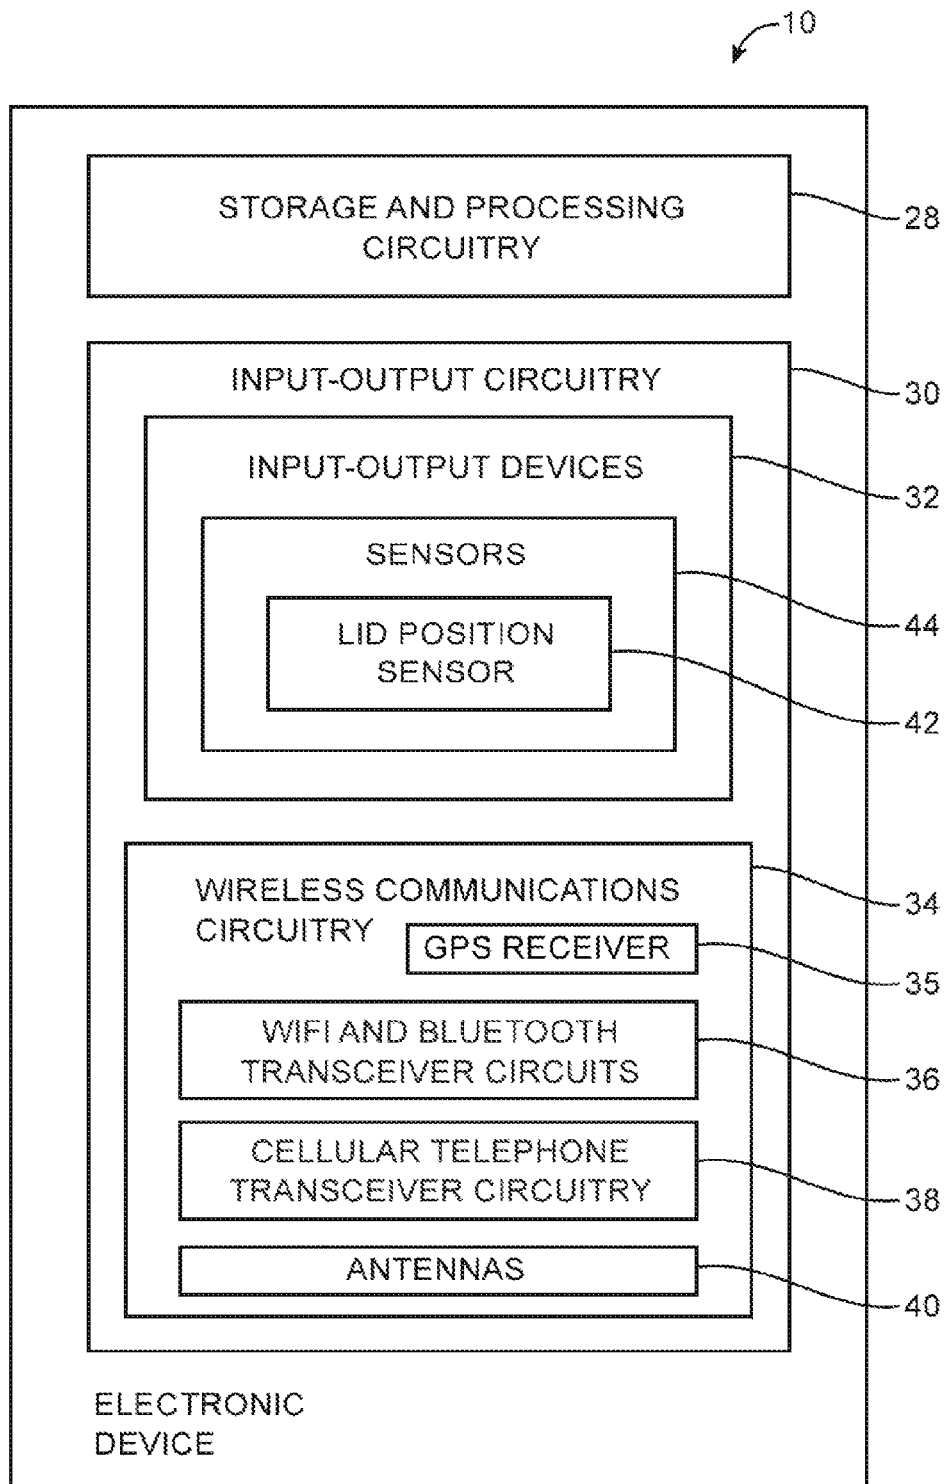 10
STORAGE AND PROCESSING
CIRCUITRY
28
INPUT-OUTPUT CIRCUITRY
30
INPUT-OUTPUT DEVICES
32
SENSORS
44
LID POSITION
SENSOR
42
WIRELESS COMMUNICATIONS
CIRCUITRY
34
GPS RECEIVER
35
WIFI AND BLUETOOTH
TRANSCEIVER CIRCUITS
36
CELLULAR TELEPHONE
TRANSCEIVER CIRCUITRY
38
ANTENNAS
40
ELECTRONIC
DEVICE